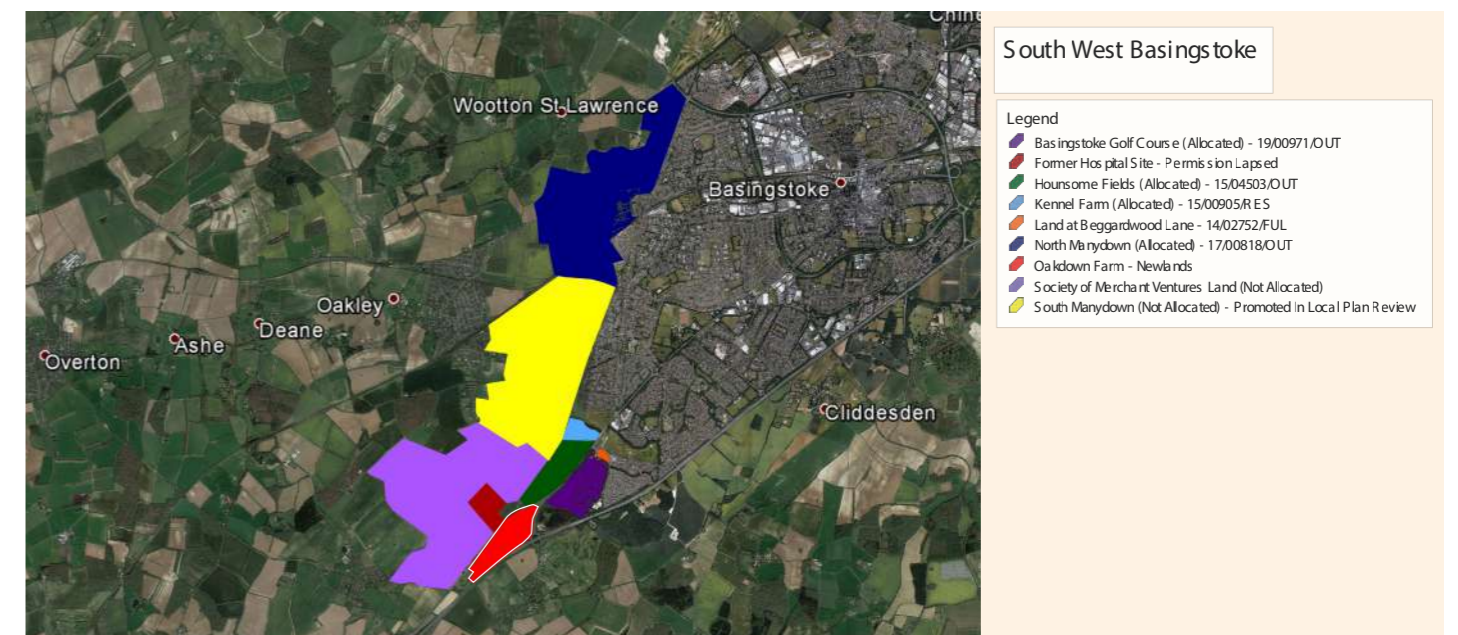 Chine
South West Basingstoke
Wootton St Lawrence
Basingstoke
Oakley
Deane
Ashe
Overton
Cliddesden
Legend
Basingstoke Golf Course (Allocated) - 19/00971/OUT
Former Hospital Site - Permission Lapsed
Hounsome Fields (Allocated) - 15/04503/OUT
Kennel Farm (Allocated) - 15/00905/RES
Land at Beggardwood Lane - 14/02752/FUL
North Manydown (Allocated) - 17/00818/OUT
Oakdown Farm - Newlands
Society of Merchant Ventures Land (Not Allocated)
South Manydown (Not Allocated) - Promoted In Local Plan Review